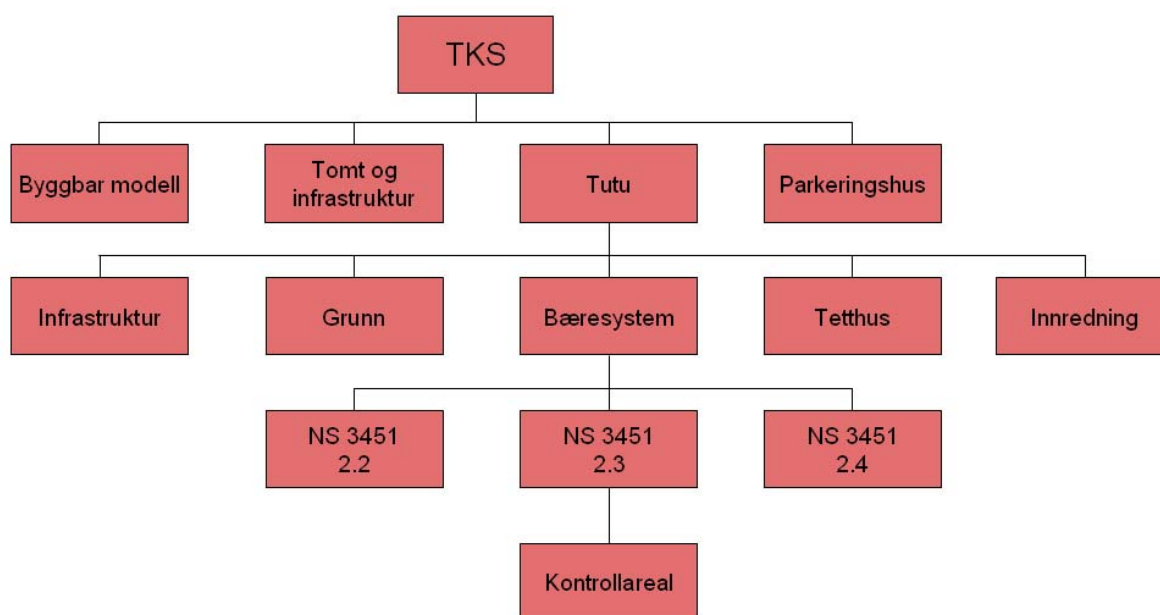 TKS
Byggbar modell
Tomt og
infrastruktur
Tutu
Parkeringshus
Infrastruktur
Grunn
Bæresystem
Tetthus
Innredning
NS 3451
2.2
NS 3451
2.3
NS 3451
2.4
Kontrollareal